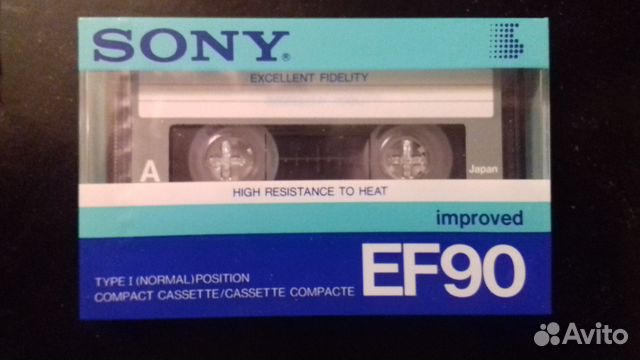 SONY®
EXCELLENT FIDELITY
A
Japan
HIGH RESISTANCE TO HEAT
improved
TYPE I (NORMAL) POSITION
COMPACT CASSETTE/CASSETTE COMPACTE
EF90
Avito